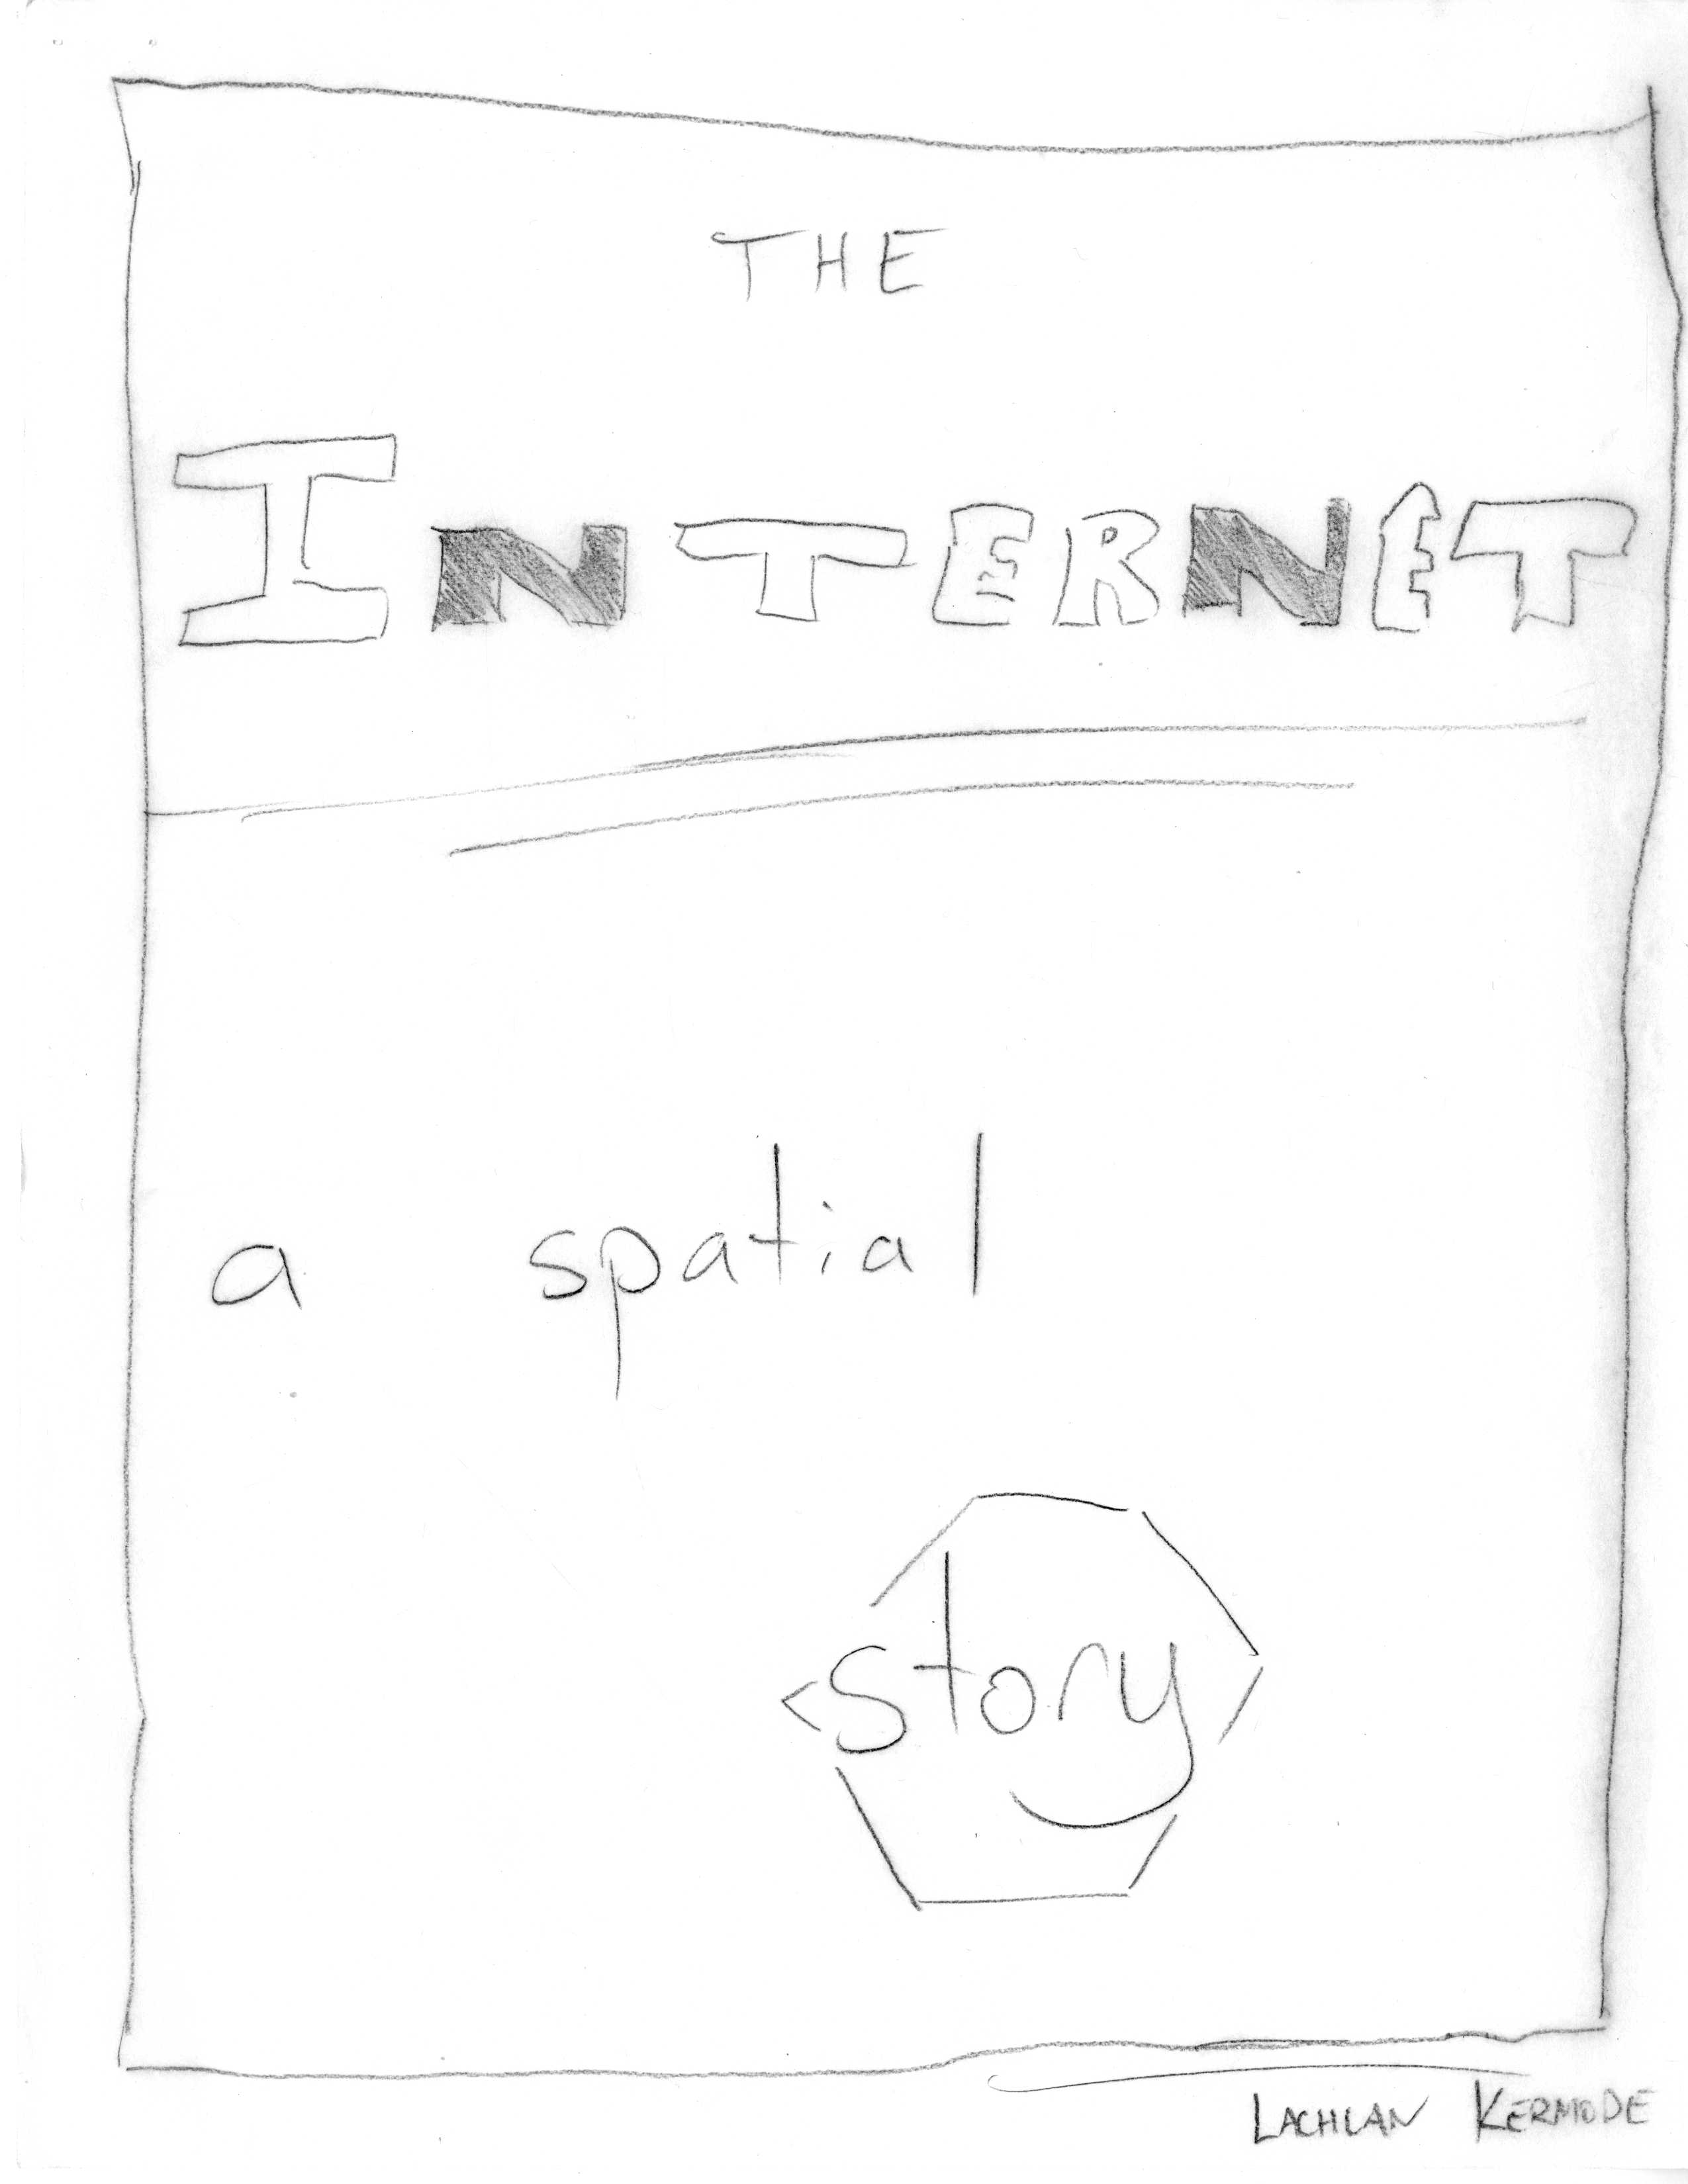 THE
INTERNET
a spatial
story
LACHLAN KERMODE